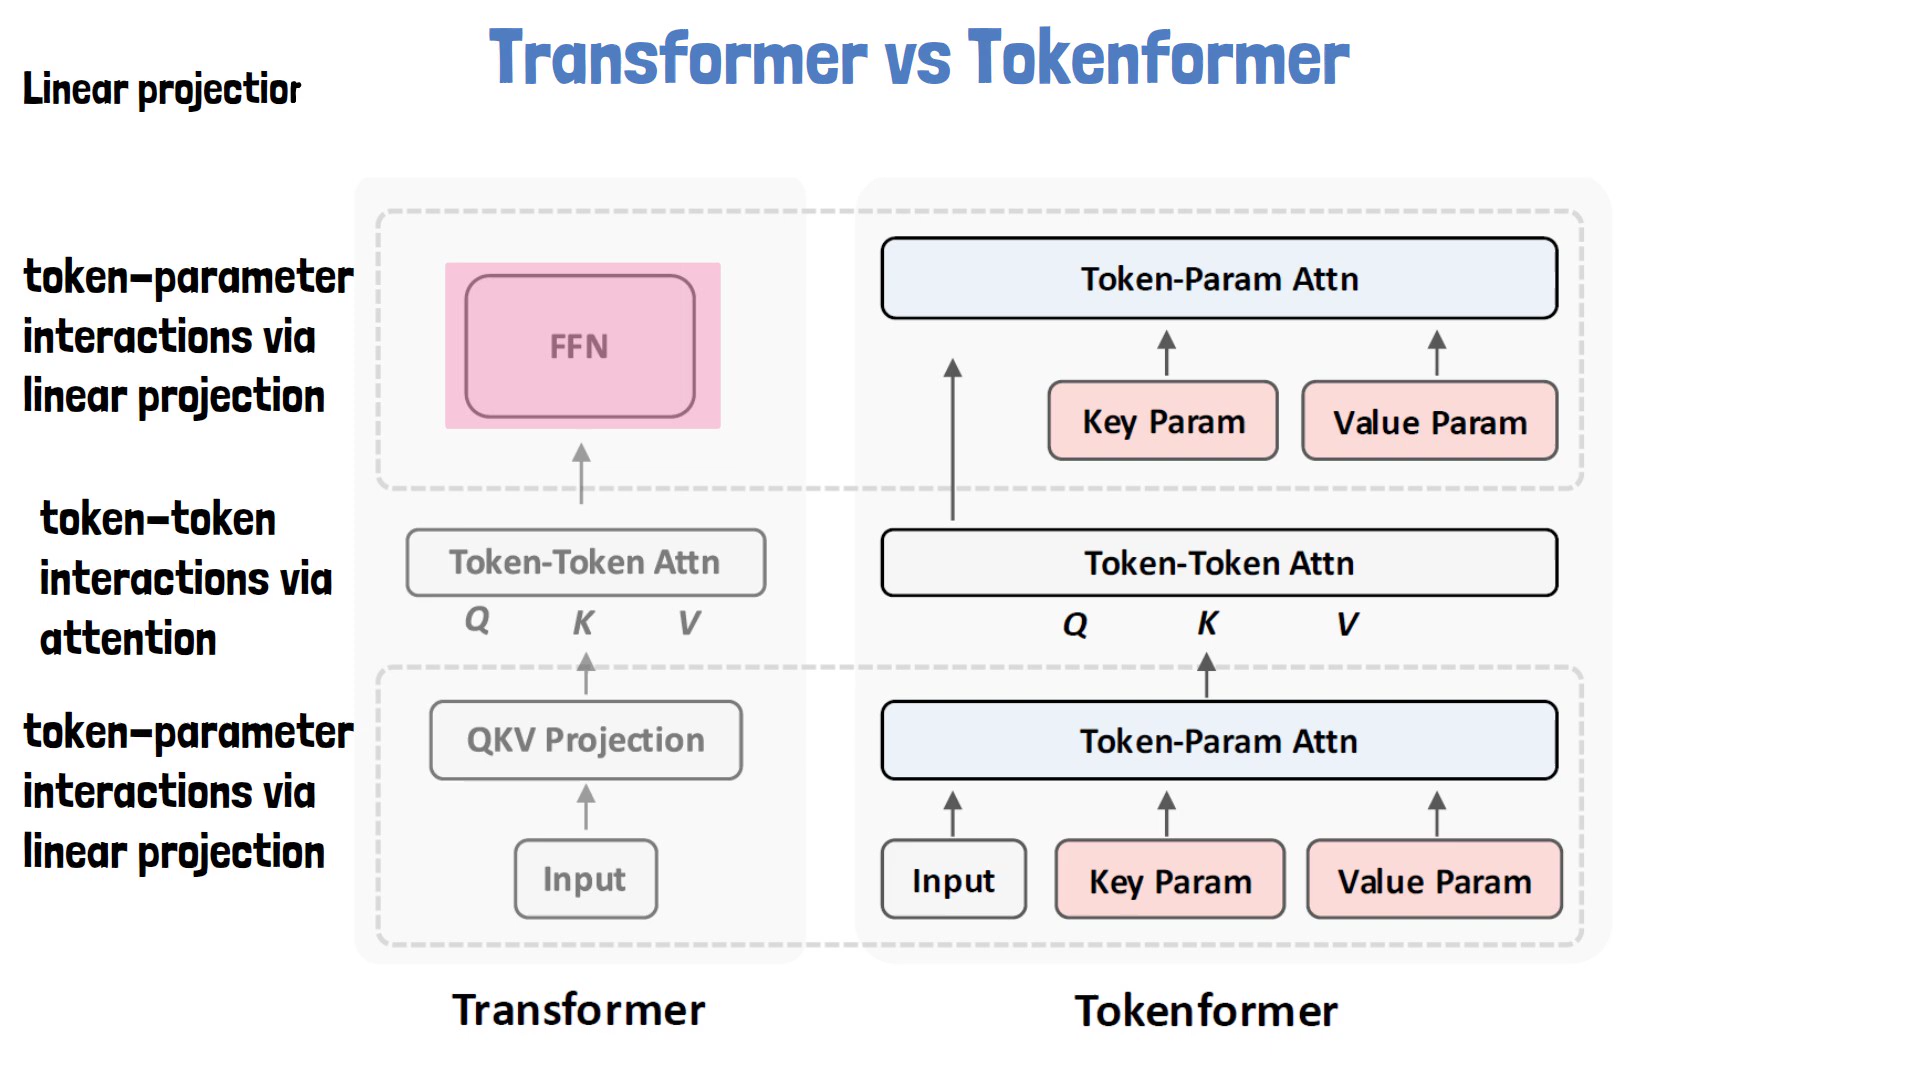 Transformer vs Tokenformer
Linear projection
token-parameter
interactions via
linear projection
token-token
interactions via
attention
token-parameter
interactions via
linear projection
FFN
Token-Token Attn
Q K V
QKV Projection
Input
Transformer
Token-Param Attn
Key Param
Value Param
Token-Token Attn
Q K V
Token-Param Attn
Input
Key Param
Value Param
Tokenformer